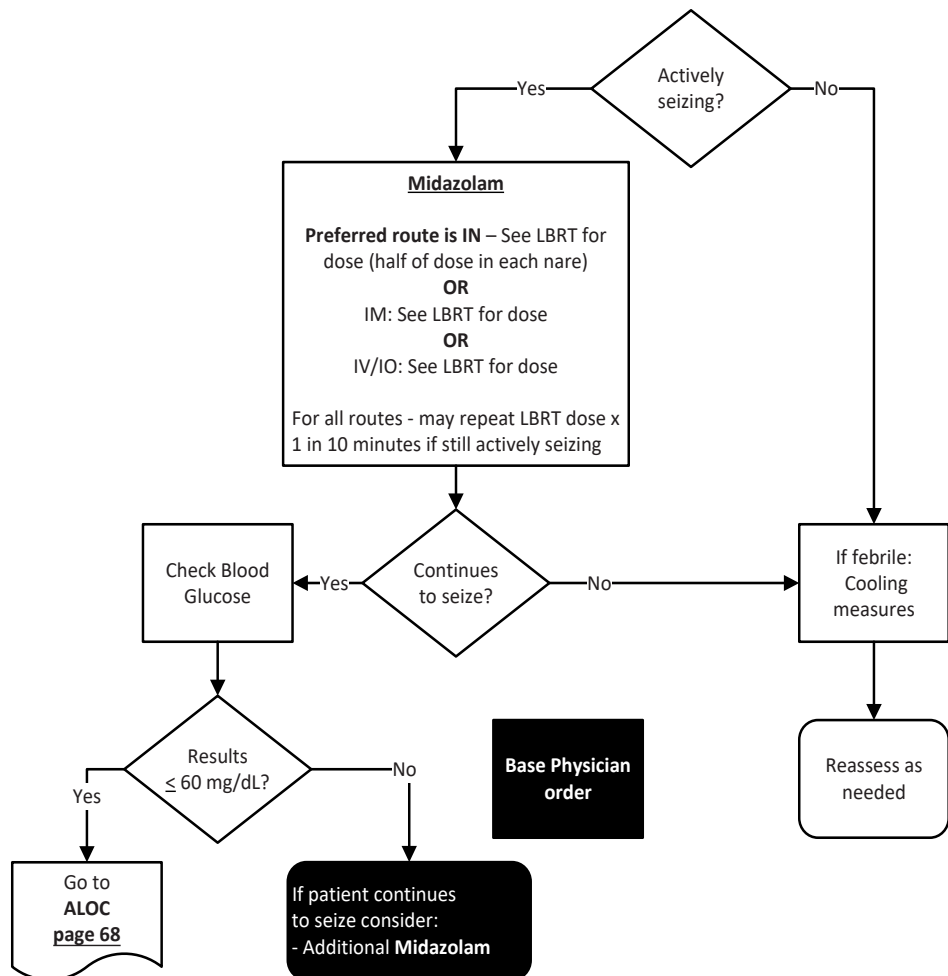 Actively
seizing?
Yes
No
Midazolam
Preferred route is IN – See LBRT for
dose (half of dose in each nare)
OR
IM: See LBRT for dose
OR
IV/IO: See LBRT for dose
For all routes - may repeat LBRT dose x
1 in 10 minutes if still actively seizing
Continues
to seize?
Yes
No
Check Blood
Glucose
If febrile:
Cooling
measures
Results
≤ 60 mg/dL?
Yes
No
Base Physician
order
Reassess as
needed
Go to
ALOC
page 68
If patient continues
to seize consider:
- Additional Midazolam